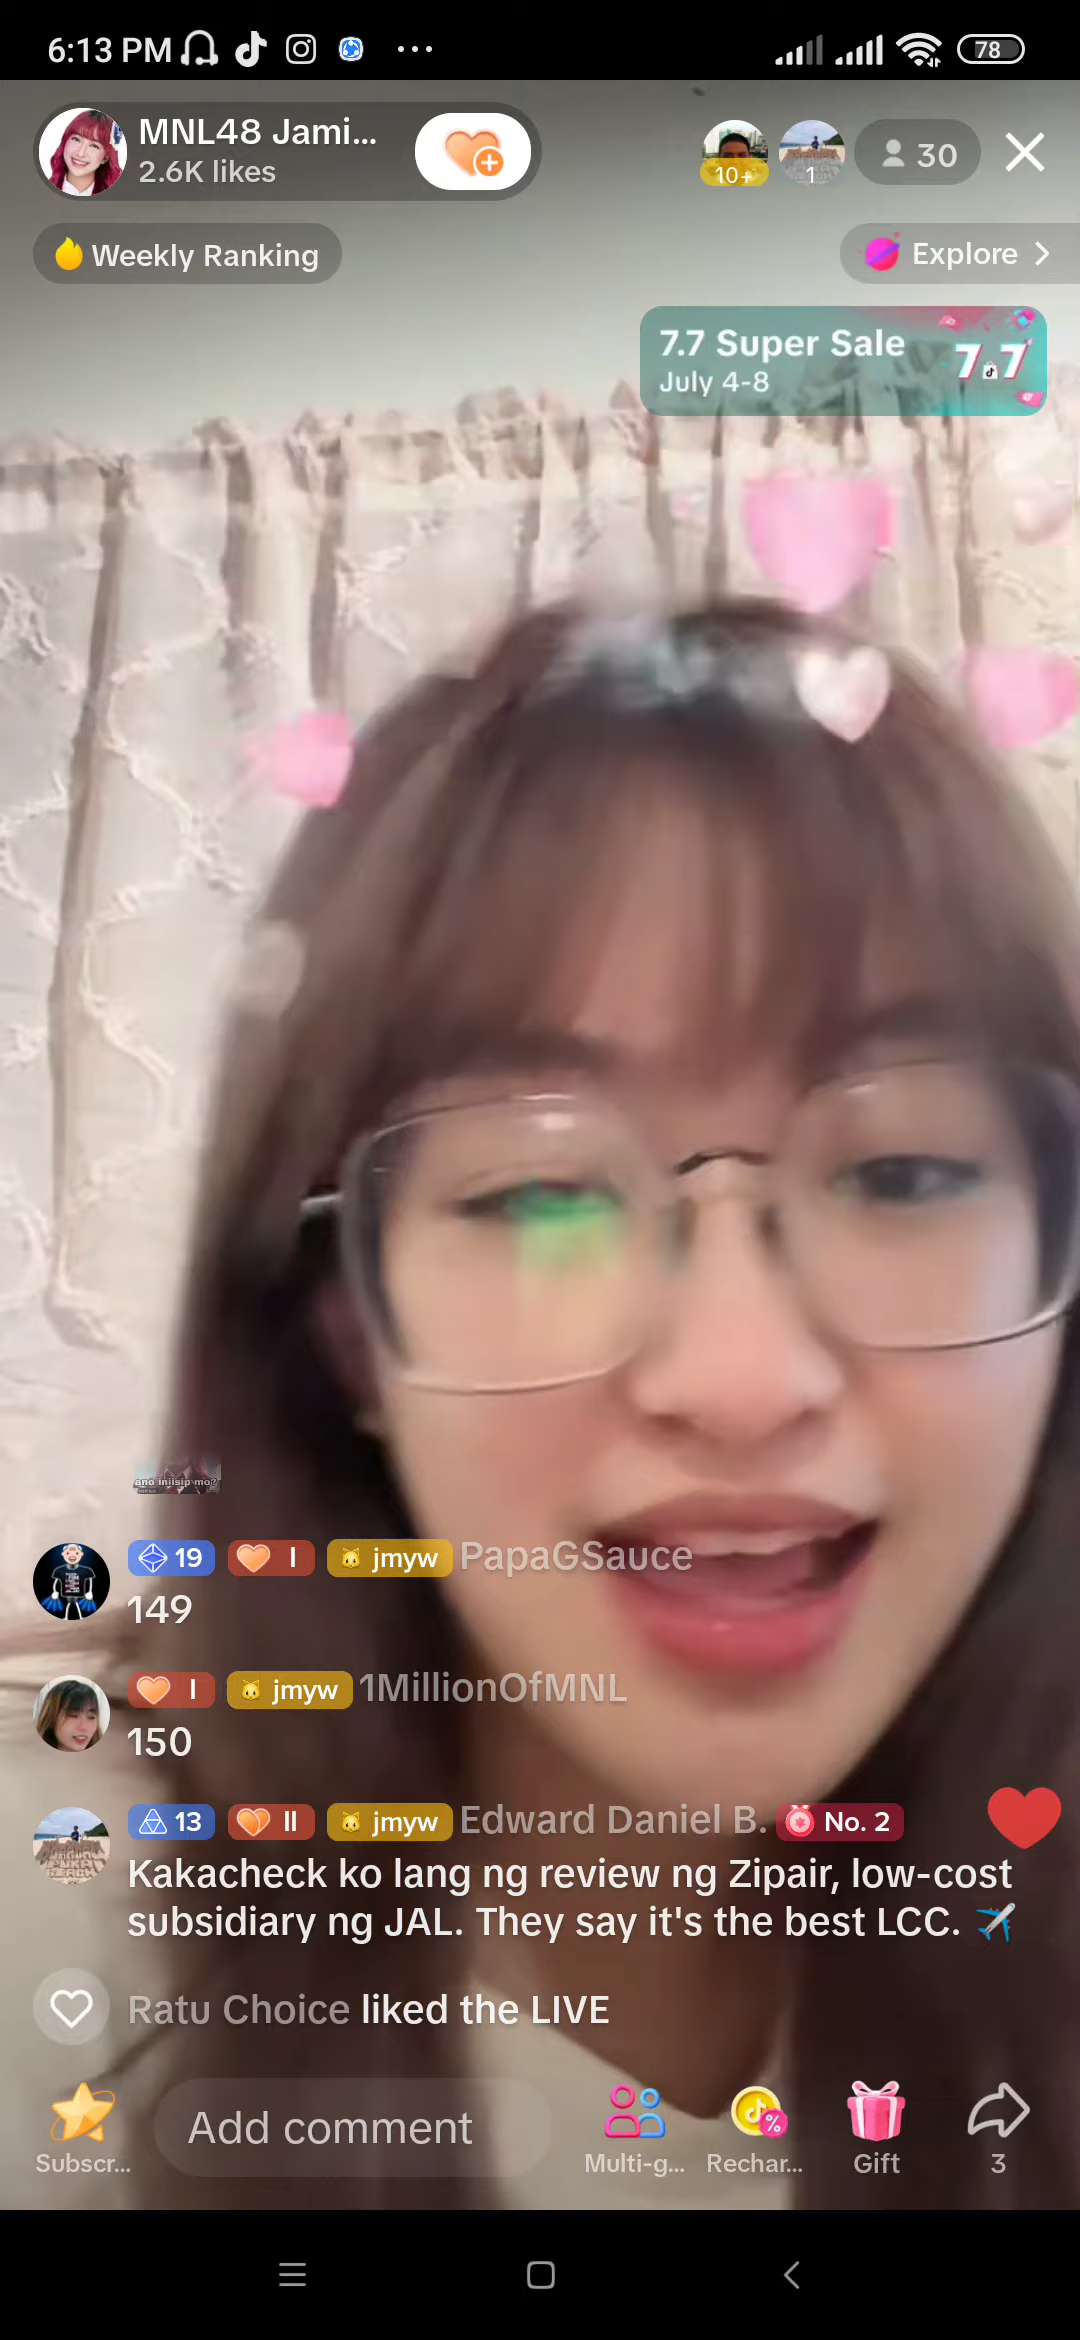 6:13 PM
78
MNL48 Jami...
2.6K likes
10+
1
30
Weekly Ranking
Explore
7.7 Super Sale
July 4-8
7.7
ano iniisip mo?
19 I jmyw PapaGSauce
149
I jmyw 1MillionOfMNL
150
13 II jmyw Edward Daniel B. No. 2
Kakacheck ko lang ng review ng Zipair, low-cost
subsidiary ng JAL. They say it's the best LCC.
Ratu Choice liked the LIVE
Add comment
Subscr...
Multi-g...
Rechar...
Gift
3